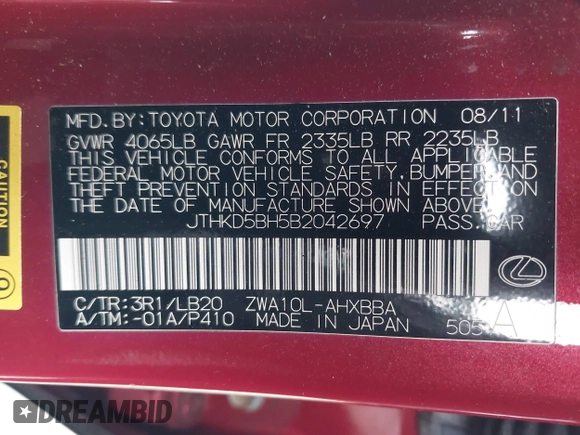 MFD. BY: TOYOTA MOTOR CORPORATION 08/11
GVWR 4065LB GAWR FR 2335LB RR 2235LB
THIS VEHICLE CONFORMS TO ALL APPLICABLE
FEDERAL MOTOR VEHICLE SAFETY, BUMPER AND
THEFT PREVENTION STANDARDS IN EFFECT ON
THE DATE OF MANUFACTURE SHOWN ABOVE.
JTHKD5BH5B2042697 PASS. CAR
C/TR: 3R1/LB20 ZWA10L-AHXBBA
A/TM: -01A/P410 MADE IN JAPAN
A
CAUTION
DREAMBID